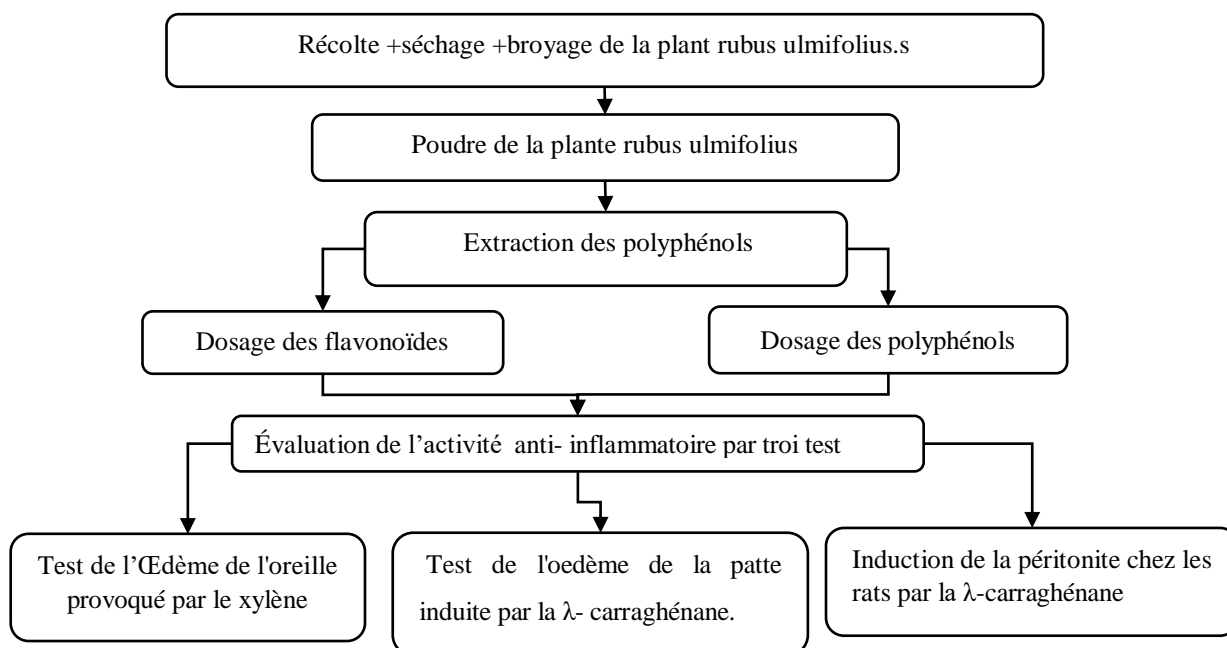 Récolte +séchage +broyage de la plant rubus ulmifolius.s
Poudre de la plante rubus ulmifolius
Extraction des polyphénols
Dosage des flavonoïdes
Dosage des polyphénols
Évaluation de l’activité anti- inflammatoire par troi test
Test de l’Œdème de l'oreille
provoqué par le xylène
Test de l'oedème de la patte
induite par la λ- carraghénane.
Induction de la péritonite chez les
rats par la λ-carraghénane